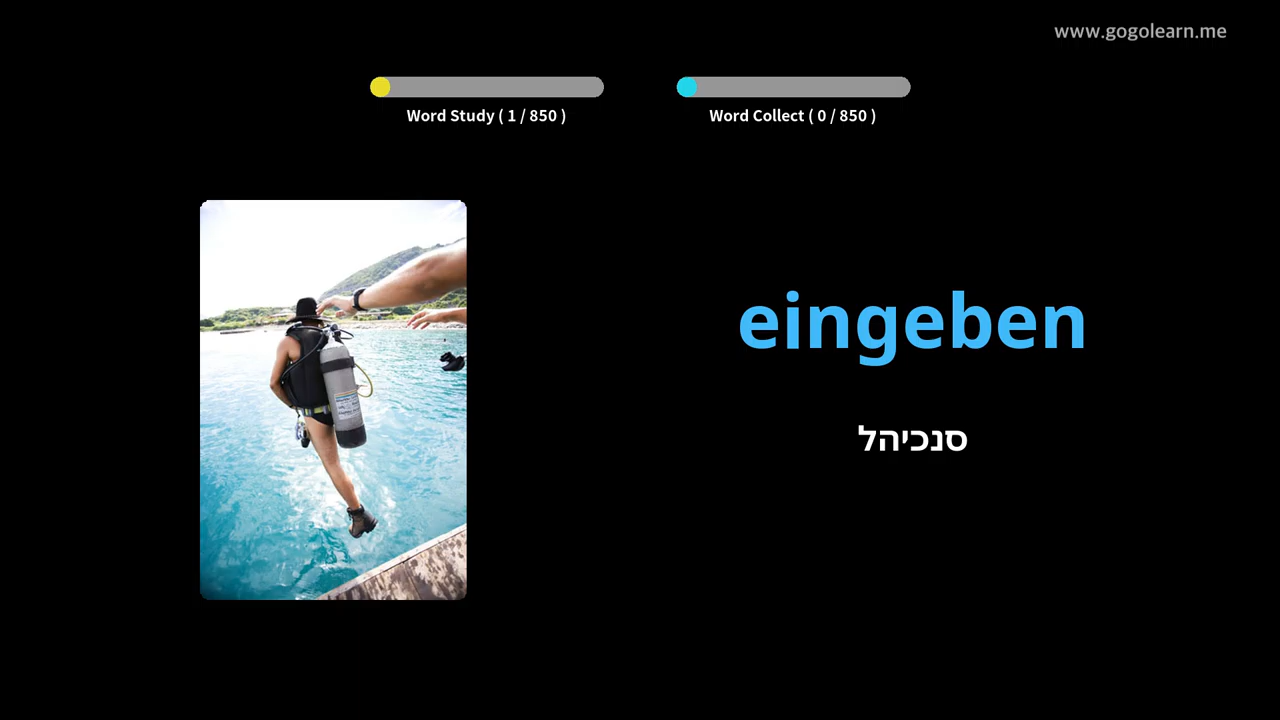 www.gogolearn.me
Word Study ( 1 / 850 )
Word Collect ( 0 / 850 )
eingeben
סנכיהל